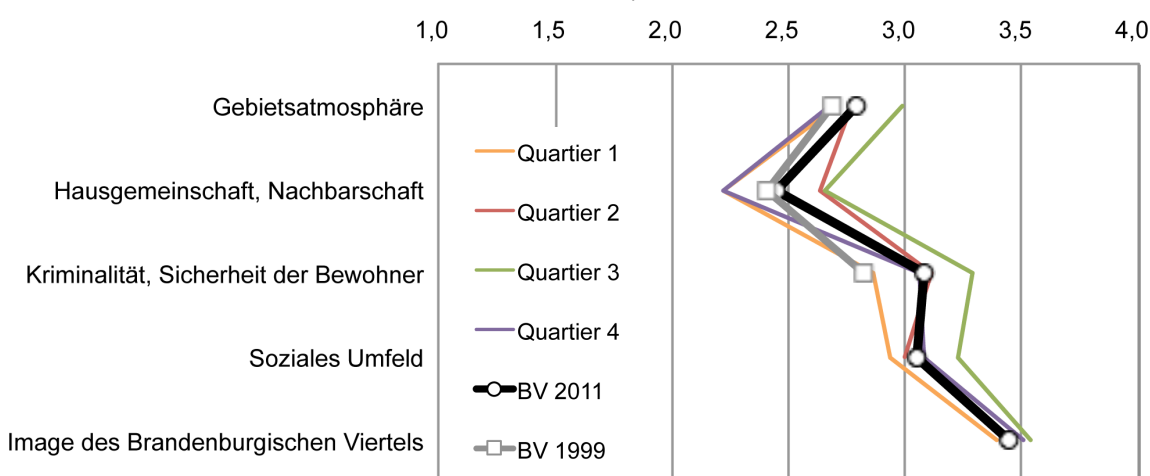 1,0 1,5 2,0 2,5 3,0 3,5 4,0
Gebietsatmosphäre
Hausgemeinschaft, Nachbarschaft
Kriminalität, Sicherheit der Bewohner
Soziales Umfeld
Image des Brandenburgischen Viertels
Quartier 1
Quartier 2
Quartier 3
Quartier 4
BV 2011
BV 1999